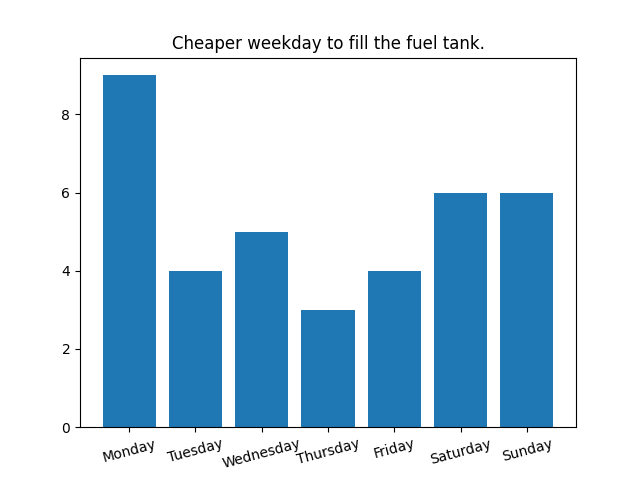 Cheaper weekday to fill the fuel tank.
8
6
4
2
0
Monday
Tuesday
Wednesday
Thursday
Friday
Saturday
Sunday